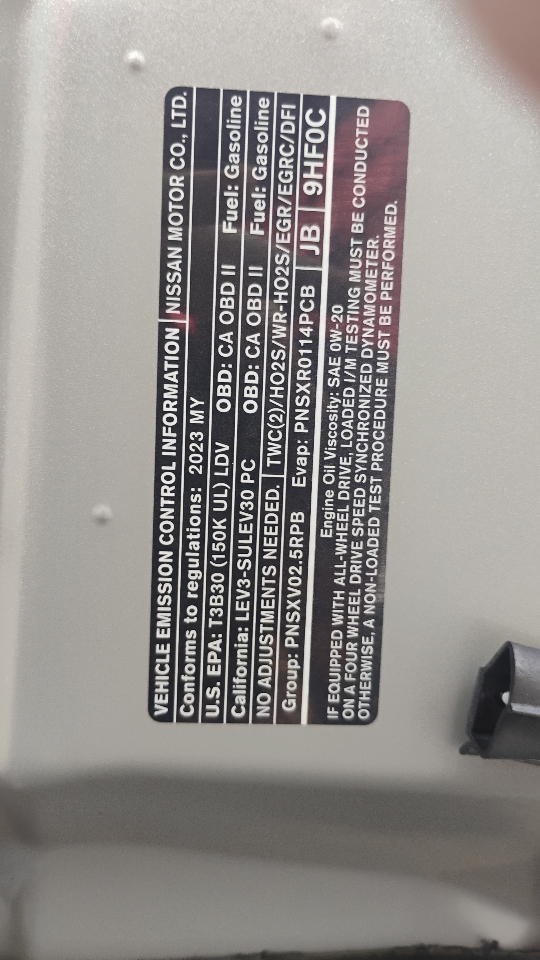 VEHICLE EMISSION CONTROL INFORMATION NISSAN MOTOR CO., LTD.
Conforms to regulations: 2023 MY
U.S. EPA: T3B30 (150K UL) LDV OBD: CA OBD II Fuel: Gasoline
California: LEV3-SULEV30 PC OBD: CA OBD II Fuel: Gasoline
NO ADJUSTMENTS NEEDED. TWC(2)/HO2S/WR-HO2S/EGR/EGRC/DFI
Group: PNSXV02.5RPB Evap: PNSXR0114PCB JB 9HF0C
Engine Oil Viscosity: SAE 0W-20
IF EQUIPPED WITH ALL-WHEEL DRIVE, LOADED I/M TESTING MUST BE CONDUCTED
ON A FOUR WHEEL DRIVE SPEED SYNCHRONIZED DYNAMOMETER.
OTHERWISE, A NON-LOADED TEST PROCEDURE MUST BE PERFORMED.